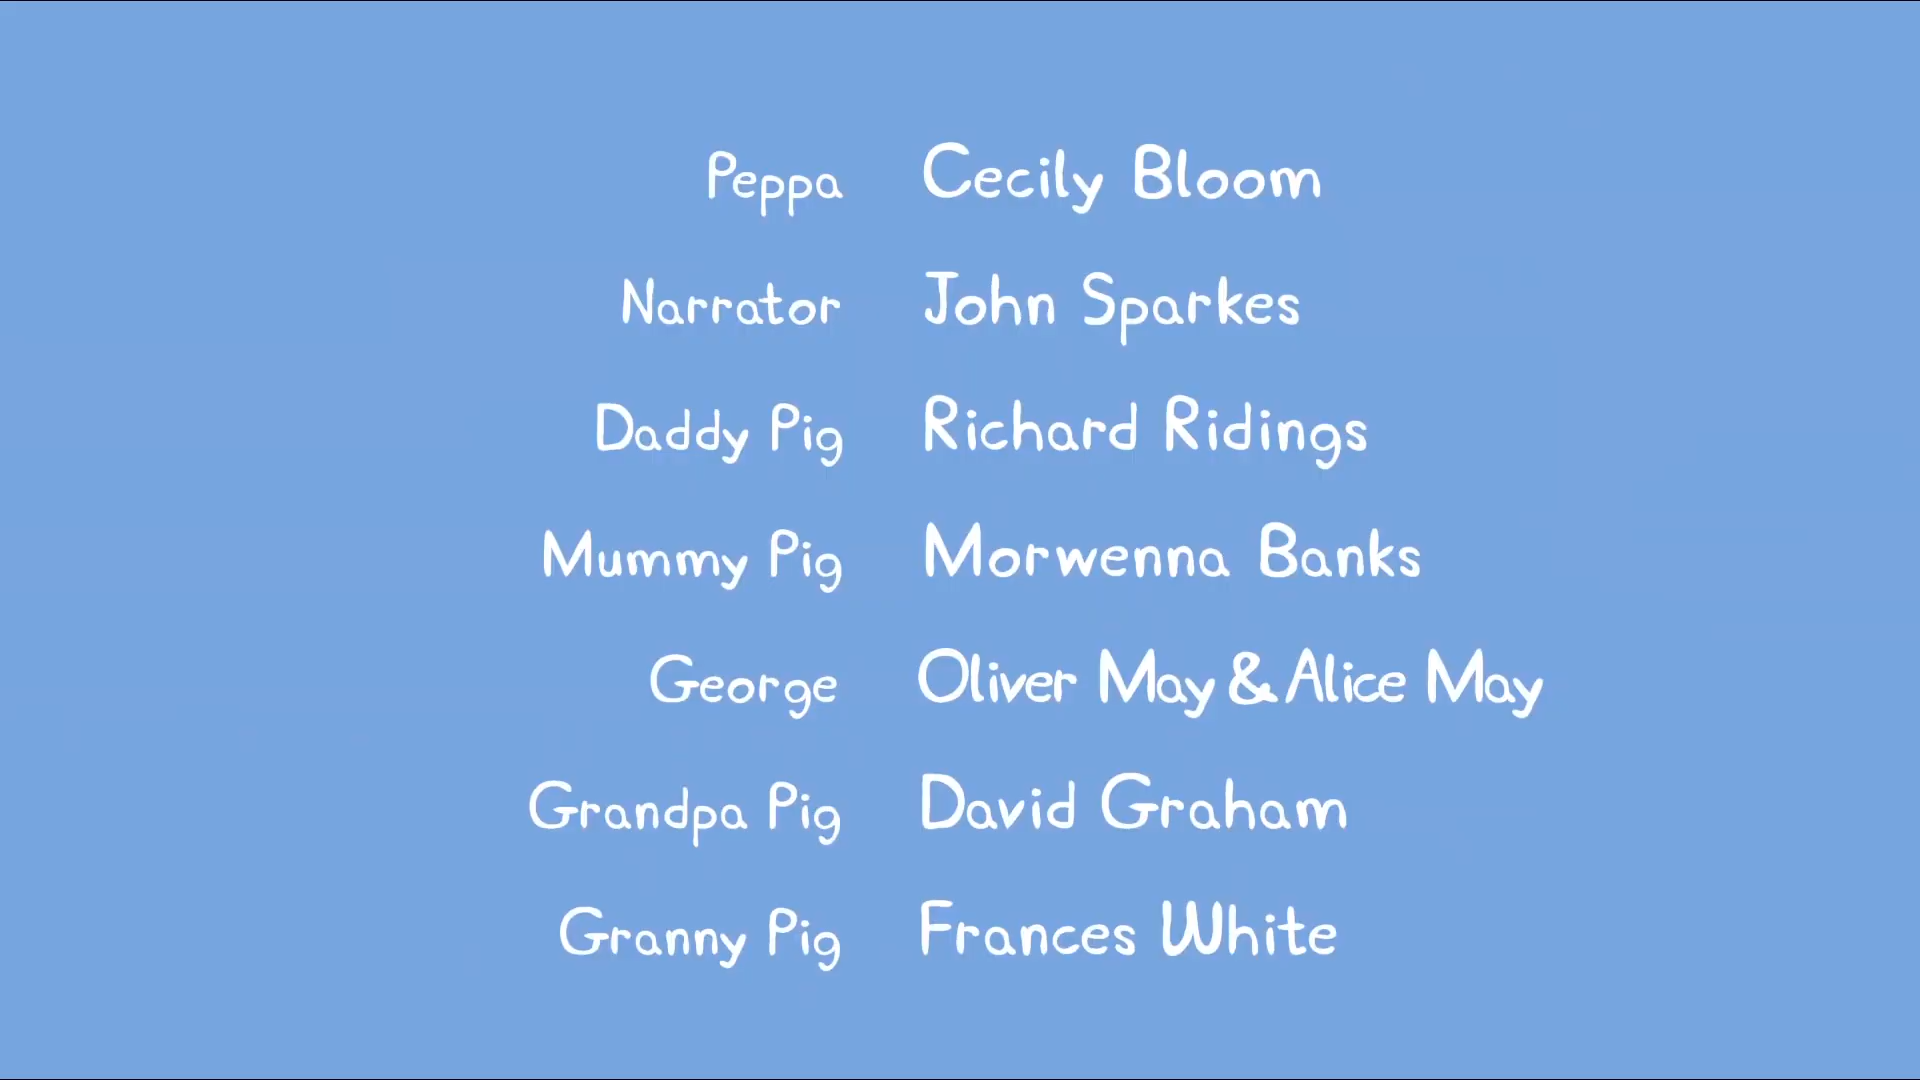 Peppa Cecily Bloom
Narrator John Sparkes
Daddy Pig Richard Ridings
Mummy Pig Morwenna Banks
George Oliver May & Alice May
Grandpa Pig David Graham
Granny Pig Frances White